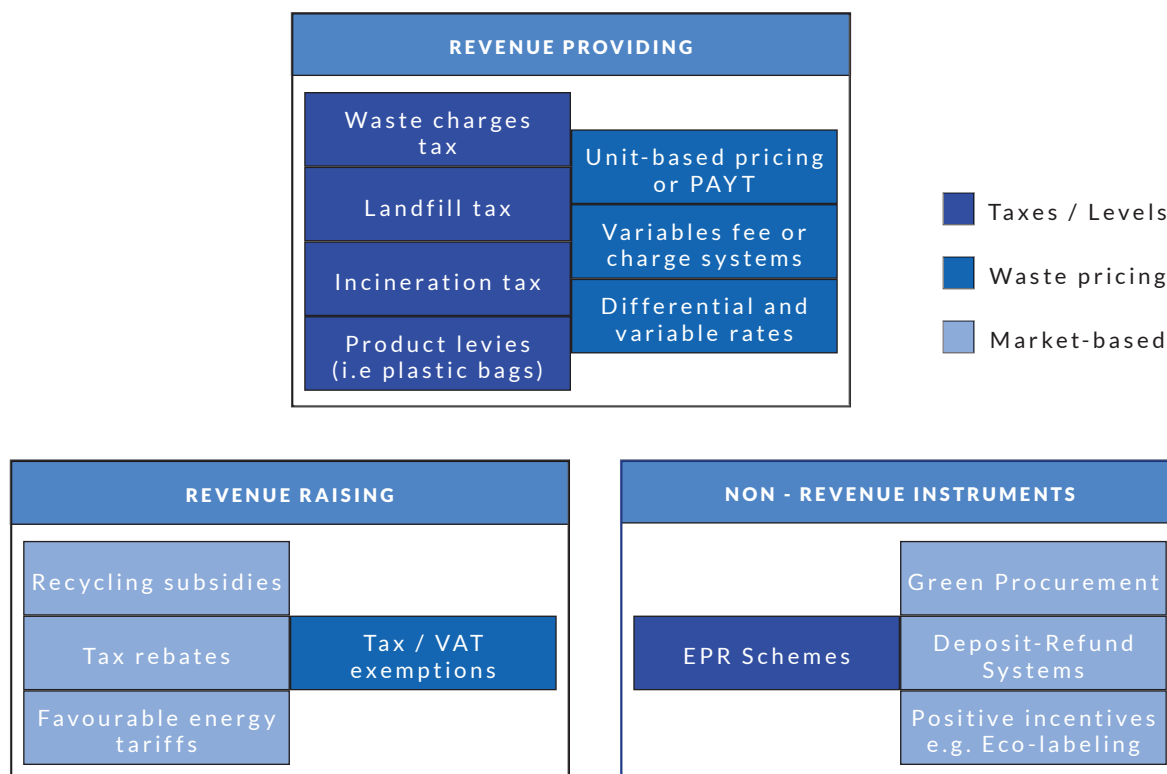 REVENUE PROVIDING
Waste charges
tax
Landfill tax
Incineration tax
Product levies
(i.e plastic bags)
Unit-based pricing
or PAYT
Variables fee or
charge systems
Differential and
variable rates
Taxes / Levels
Waste pricing
Market-based
REVENUE RAISING
Recycling subsidies
Tax rebates
Favourable energy
tariffs
Tax / VAT
exemptions
NON - REVENUE INSTRUMENTS
EPR Schemes
Green Procurement
Deposit-Refund
Systems
Positive incentives
e.g. Eco-labeling